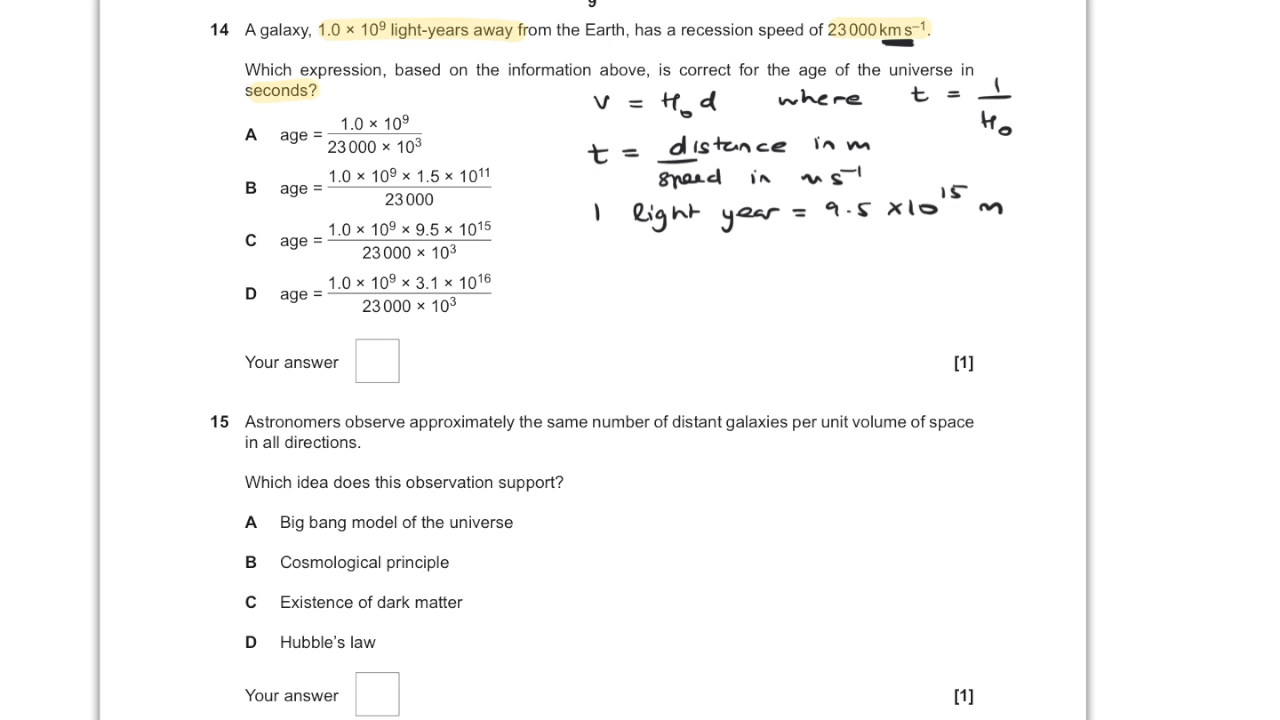 14 A galaxy, 1.0 × 10⁹ light-years away from the Earth, has a recession speed of 23 000 km s⁻¹.
Which expression, based on the information above, is correct for the age of the universe in
seconds?
A age = 1.0 × 10⁹ / 23 000 × 10³
B age = 1.0 × 10⁹ × 1.5 × 10¹¹ / 23 000
C age = 1.0 × 10⁹ × 9.5 × 10¹⁵ / 23 000 × 10³
D age = 1.0 × 10⁹ × 3.1 × 10¹⁶ / 23 000 × 10³
v = H₀d where t = 1 / H₀
t = distance in m / speed in m s⁻¹
1 light year = 9.5 × 10¹⁵ m
Your answer [1]
15 Astronomers observe approximately the same number of distant galaxies per unit volume of space
in all directions.
Which idea does this observation support?
A Big bang model of the universe
B Cosmological principle
C Existence of dark matter
D Hubble's law
Your answer [1]